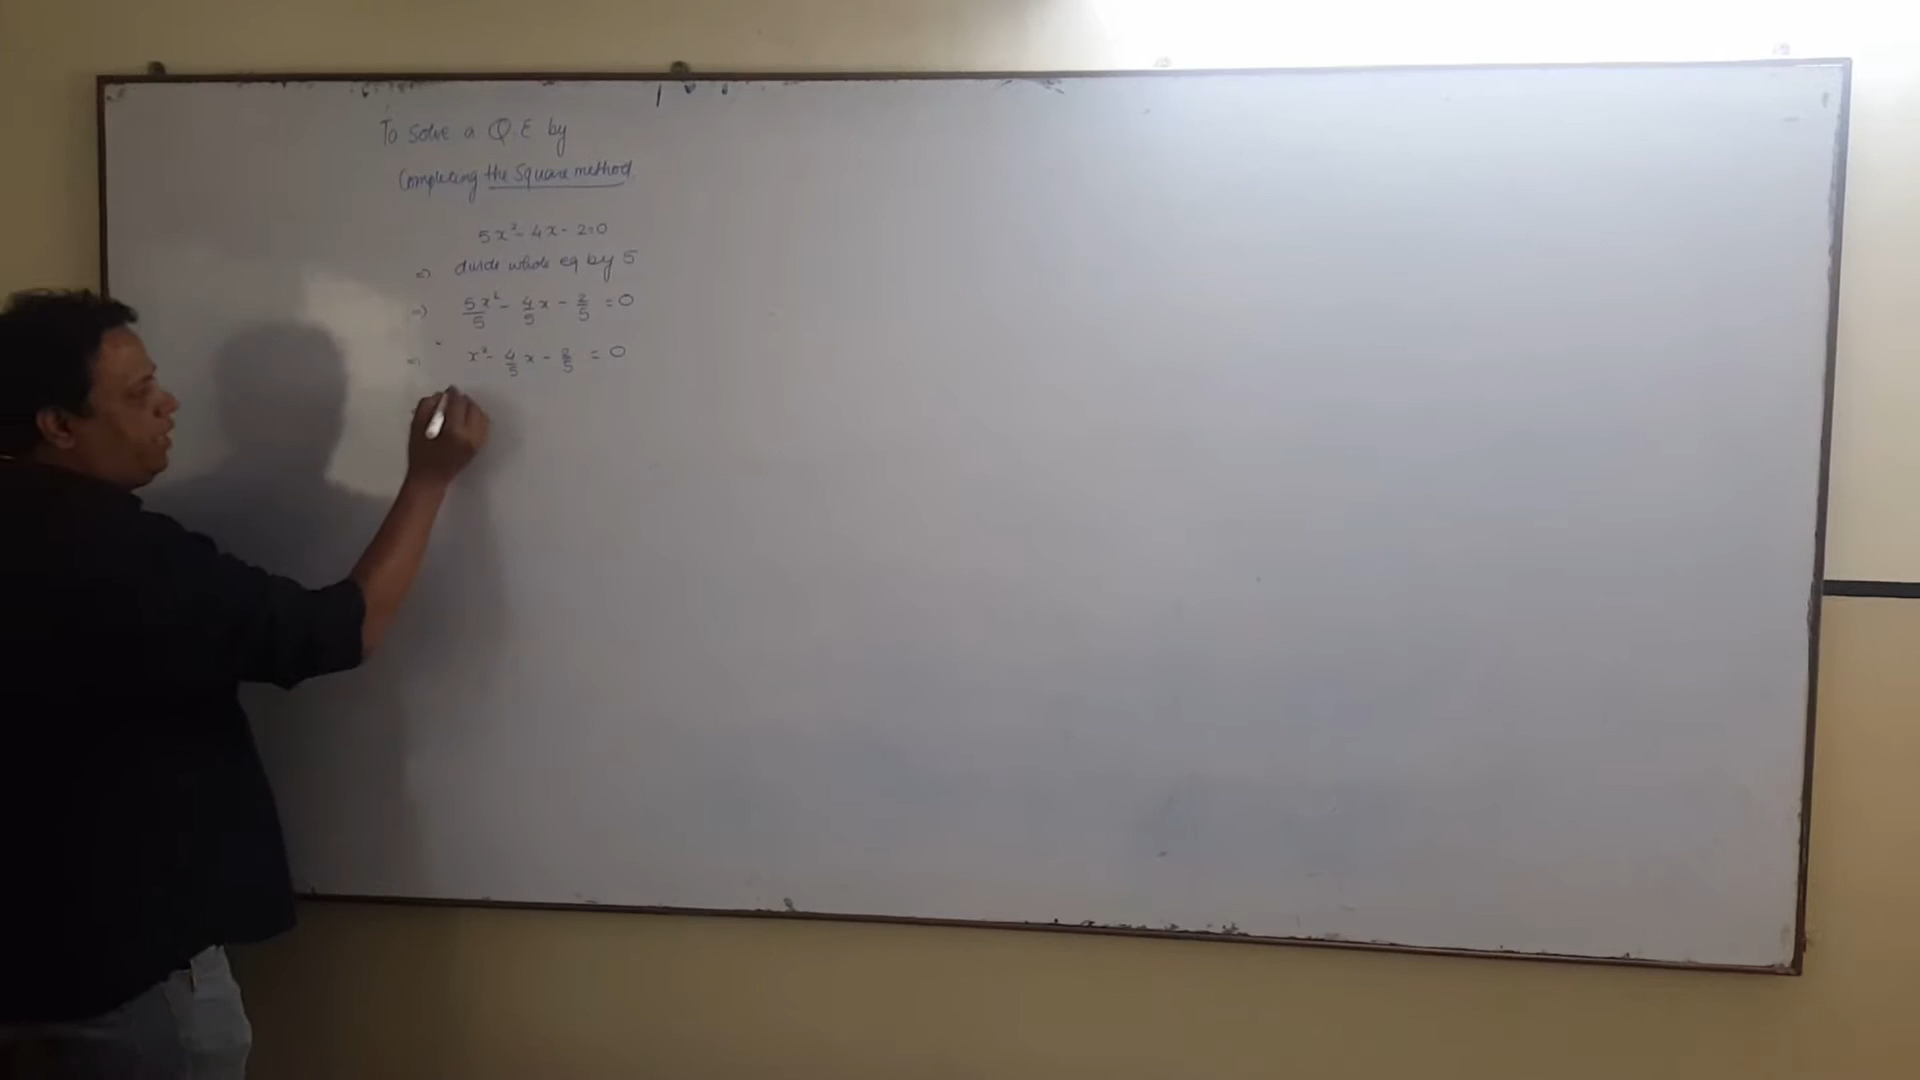 To Solve a Q.E by
Completing the Square method.
5x² - 4x - 2=0
=) divide whole eq by 5
=) 5x²/5 - 4/5 x - 2/5 = 0
=) x² - 4/5 x - 2/5 = 0